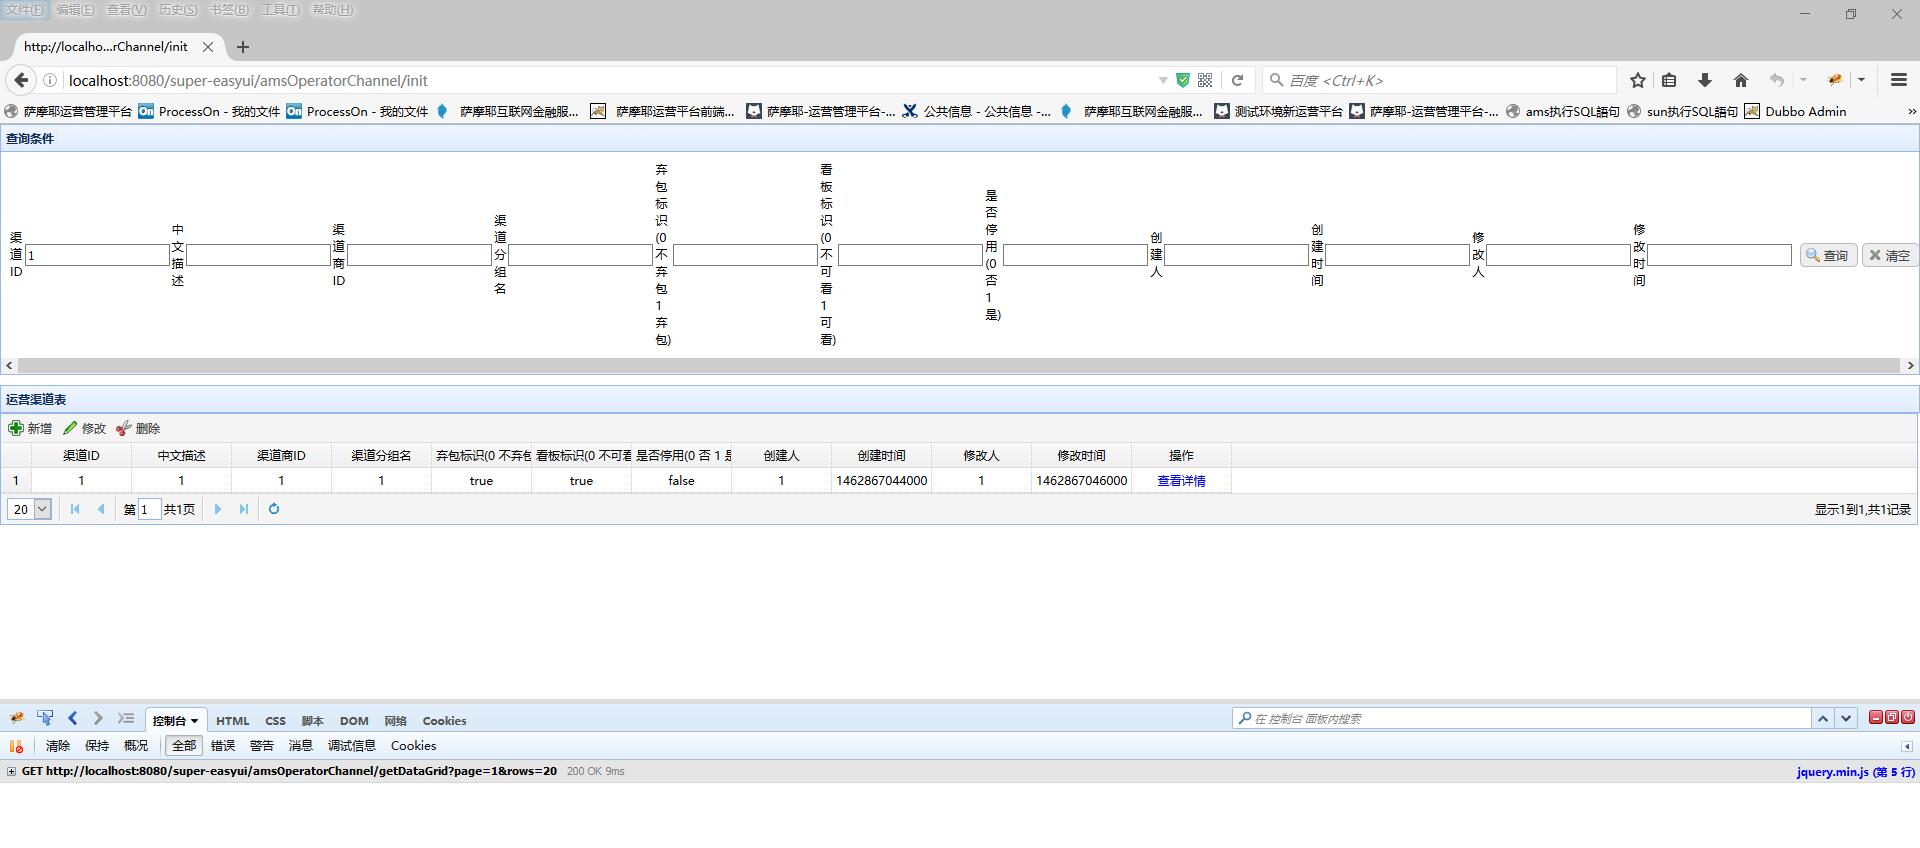 文件(F) 编辑(E) 查看(V) 历史(S) 书签(B) 工具(T) 帮助(H)
http://localho...rChannel/init
localhost:8080/super-easyui/amsOperatorChannel/init
百度 <Ctrl+K>
萨摩耶运营管理平台 On ProcessOn - 我的文件 On ProcessOn - 我的文件 萨摩耶互联网金融服... 萨摩耶运营平台前端... 萨摩耶-运营管理平台-... 公共信息 - 公共信息 -... 萨摩耶互联网金融服... 测试环境新运营平台 萨摩耶-运营管理平台-... ams执行SQL語句 sun执行SQL語句 Dubbo Admin »
查询条件
渠道ID 1 中文描述 渠道商ID 渠道分组名 弃包标识(0 不弃包 1 弃包) 看板标识(0 不可看 1 可看) 是否停用(0 否 1 是) 创建人 创建时间 修改人 修改时间 查询 清空
运营渠道表
新增 修改 删除
渠道ID 中文描述 渠道商ID 渠道分组名 弃包标识(0 不弃包 看板标识(0 不可看 是否停用(0 否 1 是 创建人 创建时间 修改人 修改时间 操作
1 1 1 1 1 true true false 1 1462867044000 1 1462867046000 查看详情
20 第 1 共1页 显示1到1,共1记录
控制台 HTML CSS 脚本 DOM 网络 Cookies 在 控制台 面板内搜索
清除 保持 概况 全部 错误 警告 消息 调试信息 Cookies
GET http://localhost:8080/super-easyui/amsOperatorChannel/getDataGrid?page=1&rows=20 200 OK 9ms jquery.min.js (第 5 行)